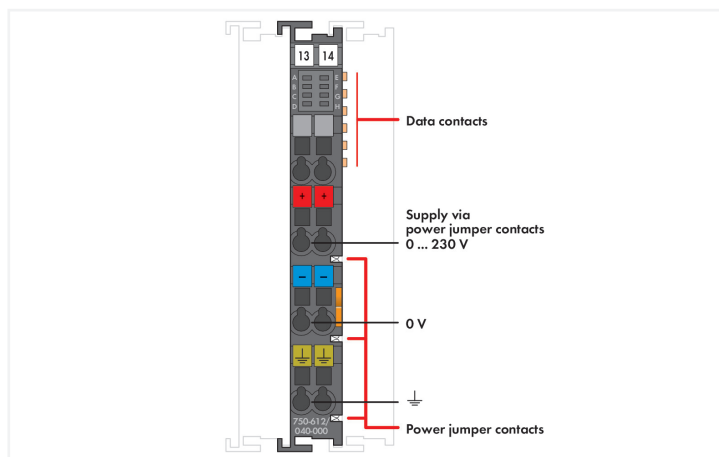 13 14
A E
B F
C G
D H
Data contacts
+ +
Supply via
power jumper contacts
0 ... 230 V
– –
0 V
750-612/
040-000
Power jumper contacts